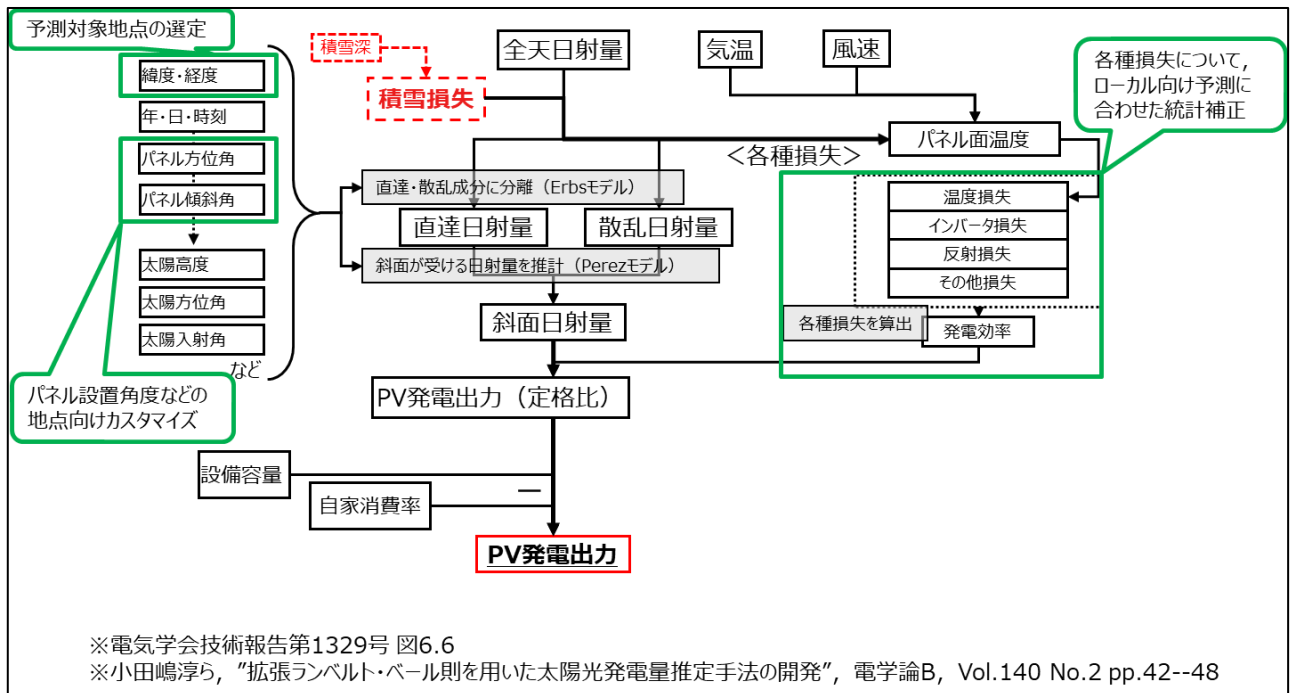 予測対象地点の選定
緯度・経度
年・日・時刻
パネル方位角
パネル傾斜角
太陽高度
太陽方位角
太陽入射角
など
パネル設置角度などの
地点向けカスタマイズ
積雪深
積雪損失
全天日射量
気温
風速
各種損失について，
ローカル向け予測に
合わせた統計補正
パネル面温度
＜各種損失＞
直達・散乱成分に分離（Erbsモデル）
直達日射量
散乱日射量
斜面が受ける日射量を推計（Perezモデル）
斜面日射量
温度損失
インバータ損失
反射損失
その他損失
各種損失を算出
発電効率
PV発電出力（定格比）
設備容量
自家消費率
―
PV発電出力
※電気学会技術報告第1329号 図6.6
※小田嶋淳ら，”拡張ランベルト・ベール則を用いた太陽光発電量推定手法の開発”，電学論B，Vol.140 No.2 pp.42--48